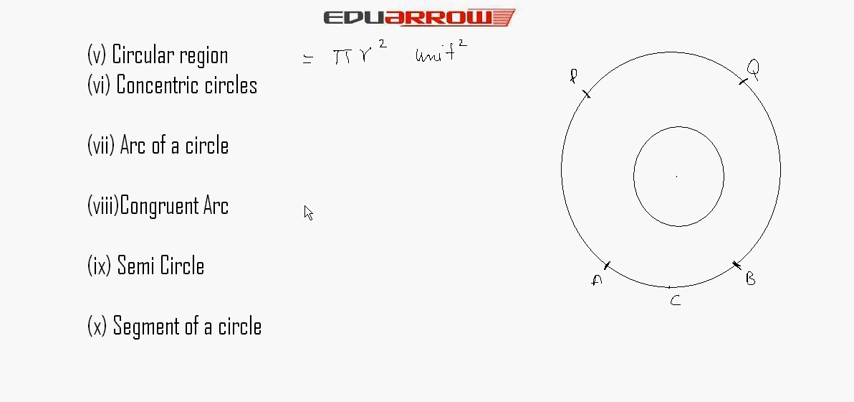 EDUARROW
(v) Circular region = πr² unit²
(vi) Concentric circles
(vii) Arc of a circle
(viii)Congruent Arc
(ix) Semi Circle
(x) Segment of a circle
P
Q
A
B
C